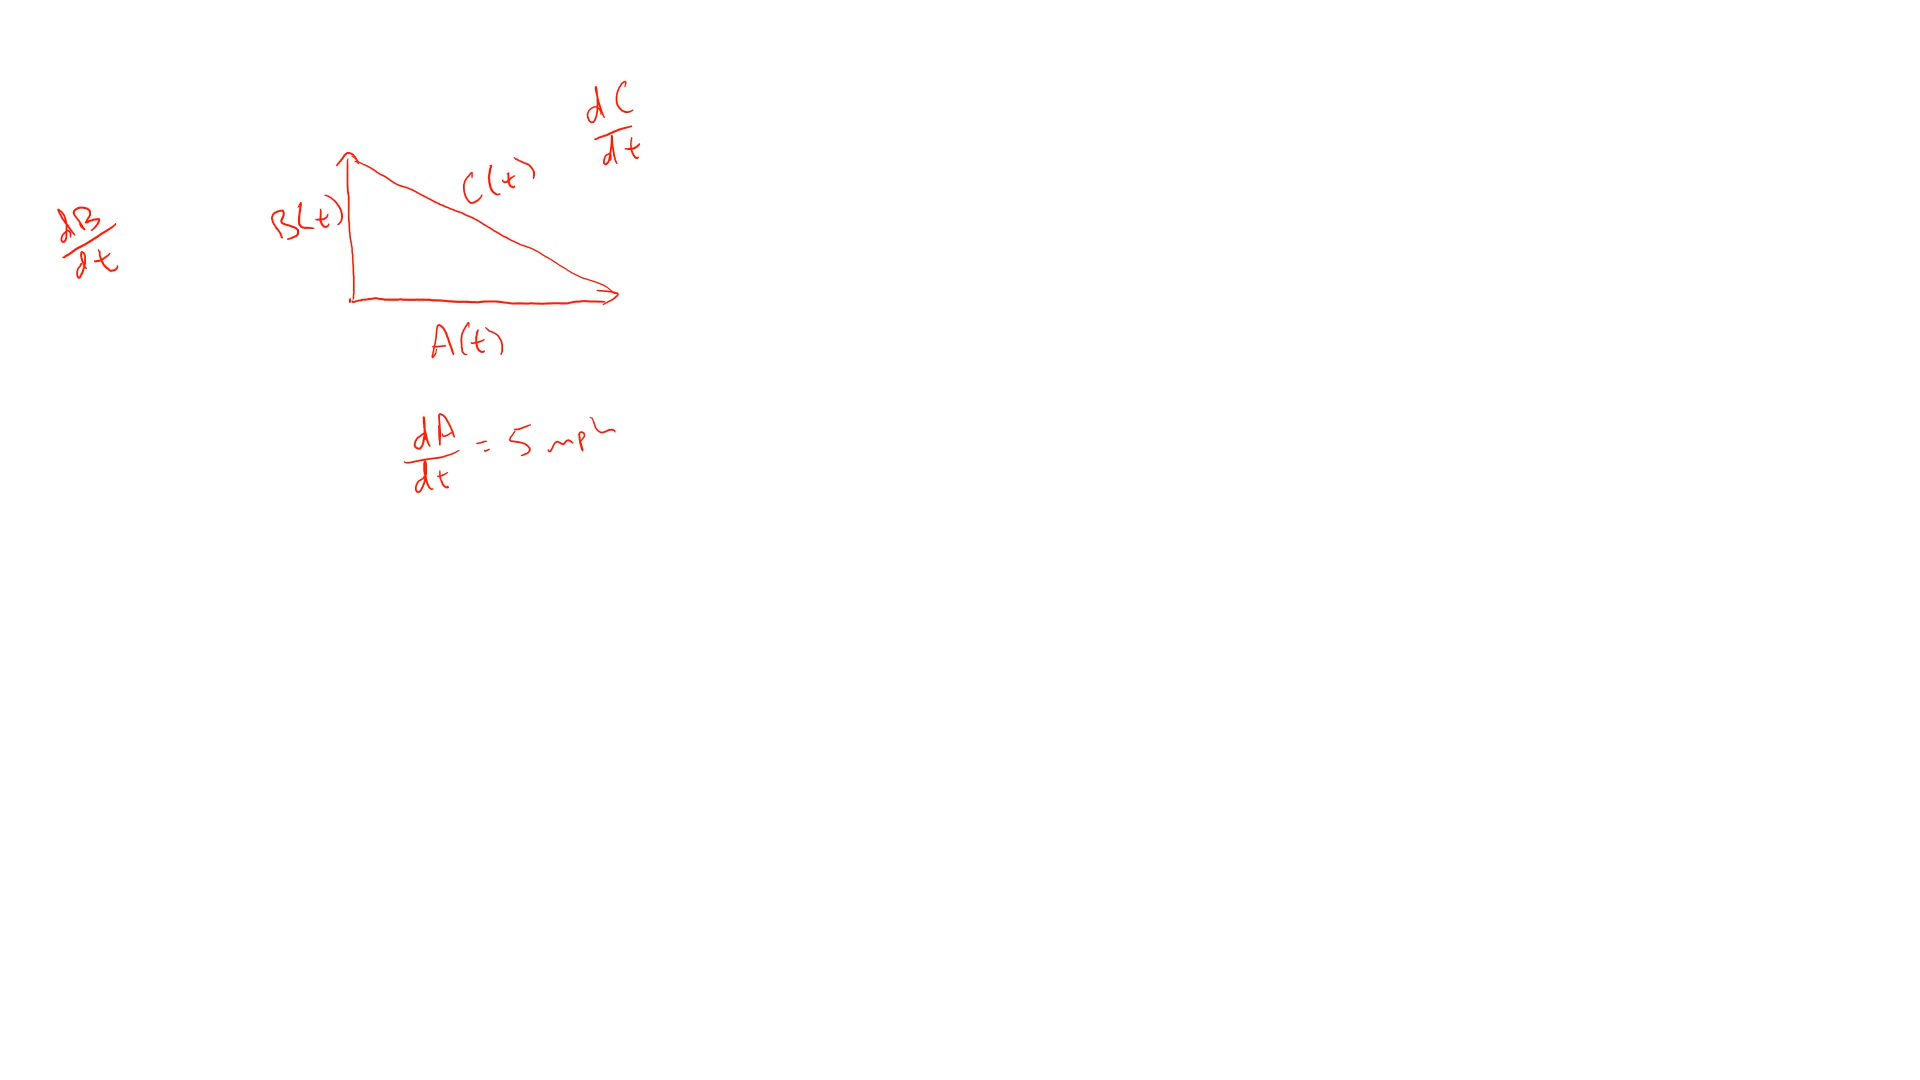 dC
dt
C(t)
B(t)
dB
dt
A(t)
dA
dt
= 5 mph